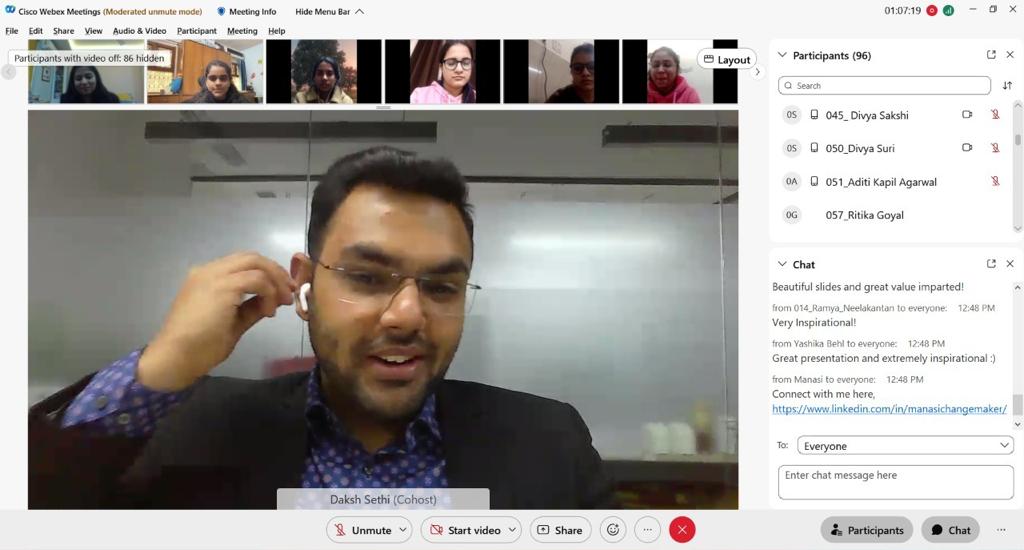 Cisco Webex Meetings (Moderated unmute mode)
Meeting Info
Hide Menu Bar
01:07:19
File Edit Share View Audio & Video Participant Meeting Help
Participants with video off: 86 hidden
Layout
Daksh Sethi (Cohost)
Participants (96)
Search
0S 045_ Divya Sakshi
0S 050_Divya Suri
0A 051_Aditi Kapil Agarwal
0G 057_Ritika Goyal
Chat
Beautiful slides and great value imparted!
from 014_Ramya_Neelakantan to everyone: 12:48 PM
Very Inspirational!
from Yashika Behl to everyone: 12:48 PM
Great presentation and extremely inspirational :)
from Manasi to everyone: 12:48 PM
Connect with me here,
https://www.linkedin.com/in/manasichangemaker/
To: Everyone
Enter chat message here
Unmute
Start video
Share
Participants
Chat